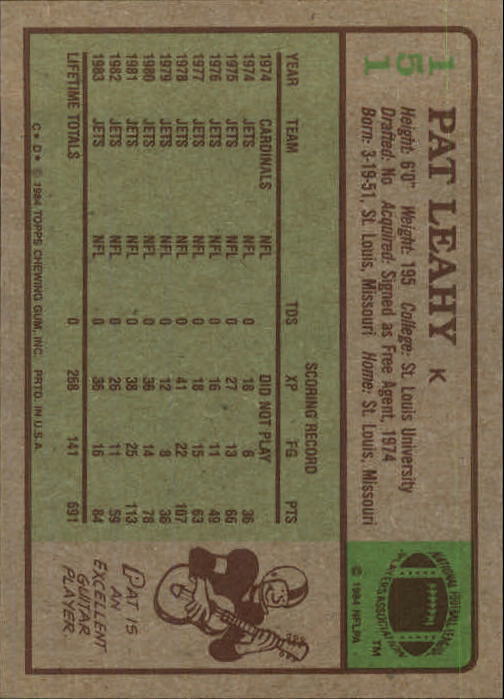 151
PAT LEAHY K
Height: 6'0" Weight: 195 College: St. Louis University
Drafted: No Acquired: Signed as Free Agent, 1974
Born: 3-19-51, St. Louis, Missouri Home: St. Louis, Missouri
NATIONAL FOOTBALL LEAGUE
PLAYERS ASSOCIATION
TM
© 1984 NFLPA
SCORING RECORD
YEAR TEAM TDS XP FG PTS
1974 CARDINALS NFL DID NOT PLAY
1974 JETS NFL 0 18 6 36
1975 JETS NFL 0 27 13 66
1976 JETS NFL 0 16 11 49
1977 JETS NFL 0 18 15 63
1978 JETS NFL 0 41 22 107
1979 JETS NFL 0 12 8 36
1980 JETS NFL 0 36 14 78
1981 JETS NFL 0 38 25 113
1982 JETS NFL 0 26 11 59
1983 JETS NFL 0 36 16 84
LIFETIME TOTALS 0 268 141 691
PAT IS
AN
EXCELLENT
GUITAR
PLAYER.
C* D* © 1984 TOPPS CHEWING GUM, INC. PRTD. IN U.S.A.